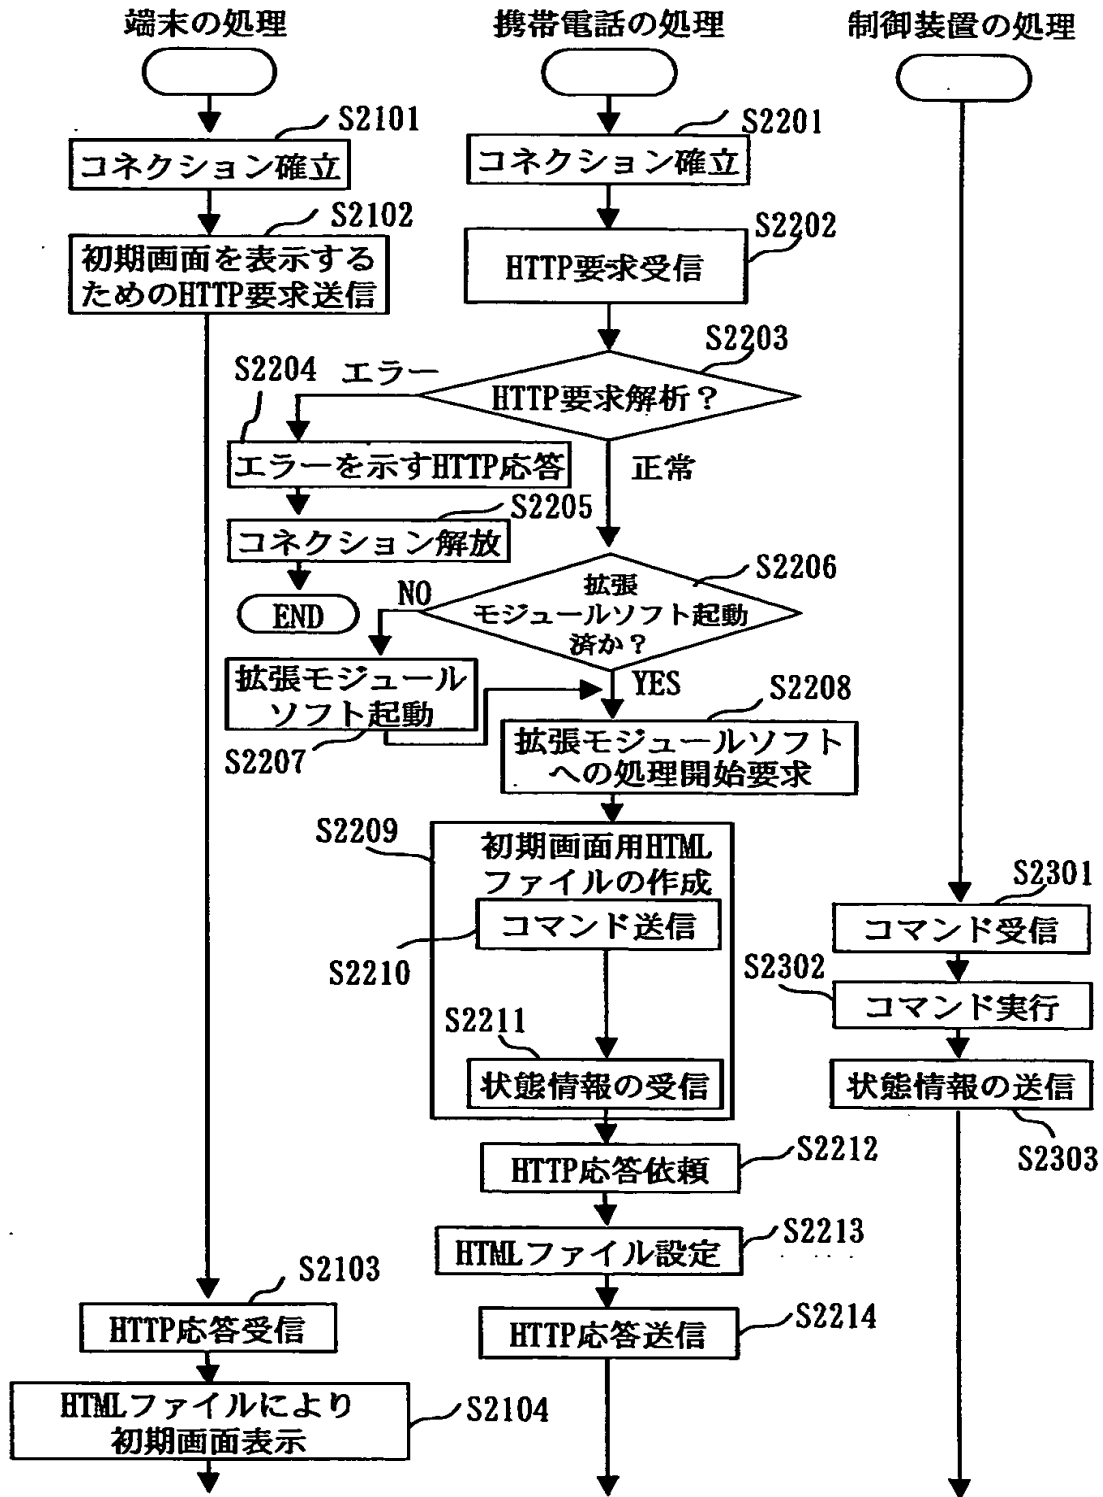 端末の処理
携帯電話の処理
制御装置の処理
S2101
コネクション確立
S2102
初期画面を表示する
ためのHTTP要求送信
S2201
コネクション確立
S2202
HTTP要求受信
S2203
HTTP要求解析？
エラー
正常
S2204
エラーを示すHTTP応答
S2205
コネクション解放
END
S2206
拡張
モジュールソフト起動
済か？
NO
YES
拡張モジュール
ソフト起動
S2207
S2208
拡張モジュールソフト
への処理開始要求
S2209
初期画面用HTML
ファイルの作成
コマンド送信
S2210
S2211
状態情報の受信
S2301
コマンド受信
S2302
コマンド実行
状態情報の送信
S2303
S2212
HTTP応答依頼
S2213
HTMLファイル設定
S2214
HTTP応答送信
S2103
HTTP応答受信
HTMLファイルにより
初期画面表示
S2104